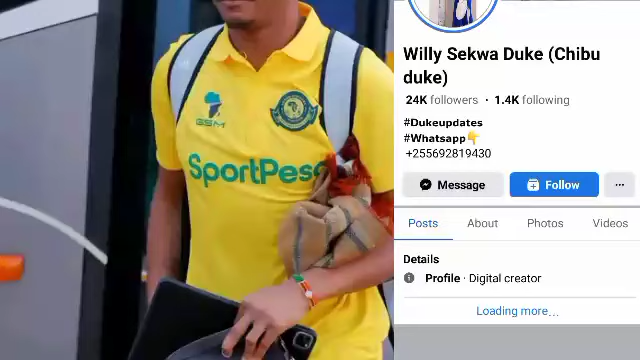 GSM
SportPes
Willy Sekwa Duke (Chibu
duke)
24K followers · 1.4K following
#Dukeupdates
#Whatsapp👇
+255692819430
Message
Follow
Posts
About
Photos
Videos
Details
Profile · Digital creator
Loading more...